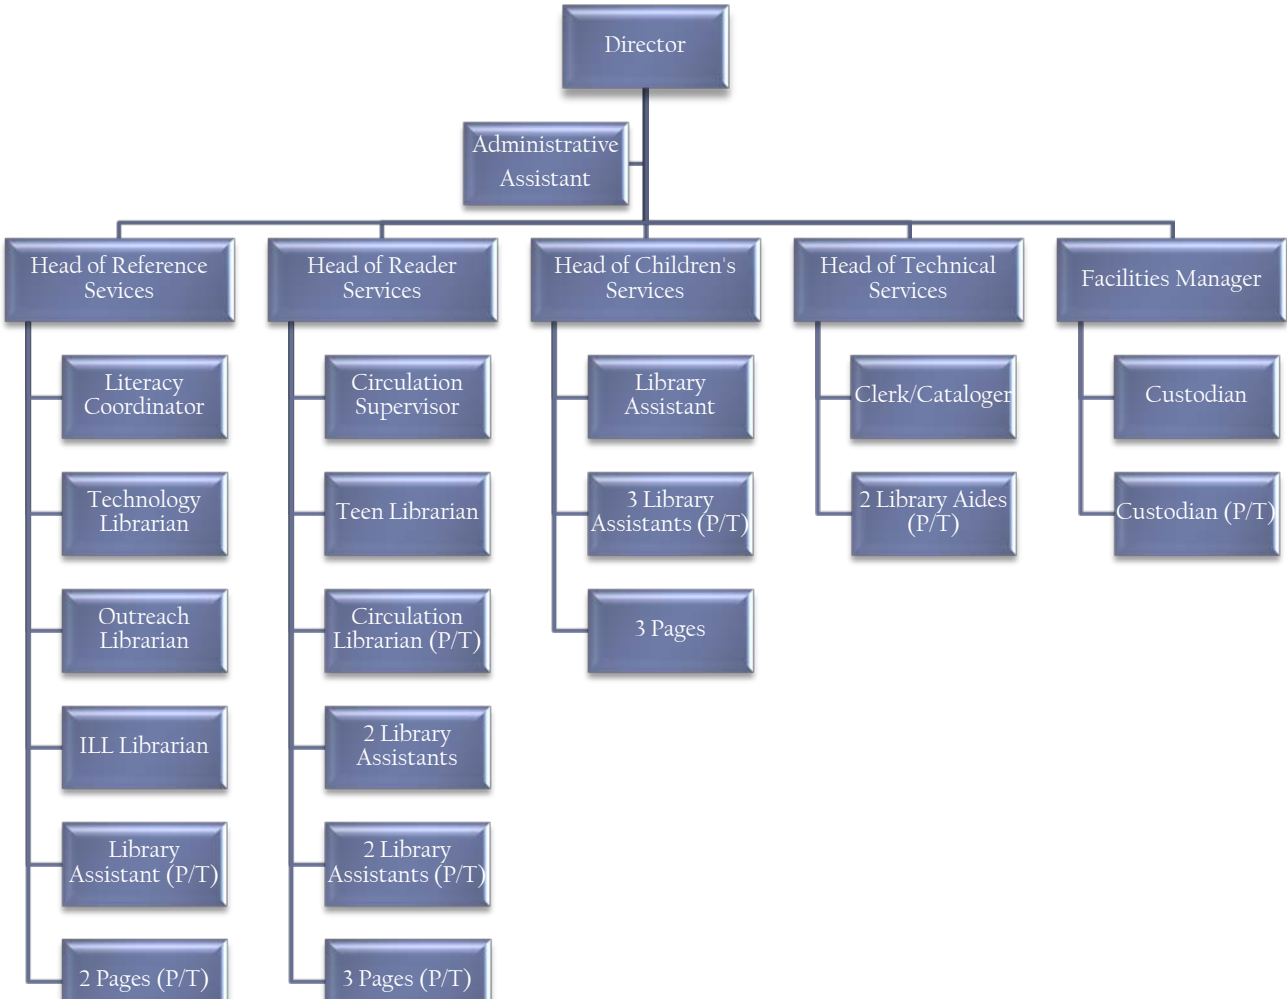 Director
Administrative
Assistant
Head of Reference
Sevices
Head of Reader
Services
Head of Children's
Services
Head of Technical
Services
Facilities Manager
Literacy
Coordinator
Technology
Librarian
Outreach
Librarian
ILL Librarian
Library
Assistant (P/T)
2 Pages (P/T)
Circulation
Supervisor
Teen Librarian
Circulation
Librarian (P/T)
2 Library
Assistants
2 Library
Assistants (P/T)
3 Pages (P/T)
Library
Assistant
3 Library
Assistants (P/T)
3 Pages
Clerk/Cataloger
2 Library Aides
(P/T)
Custodian
Custodian (P/T)